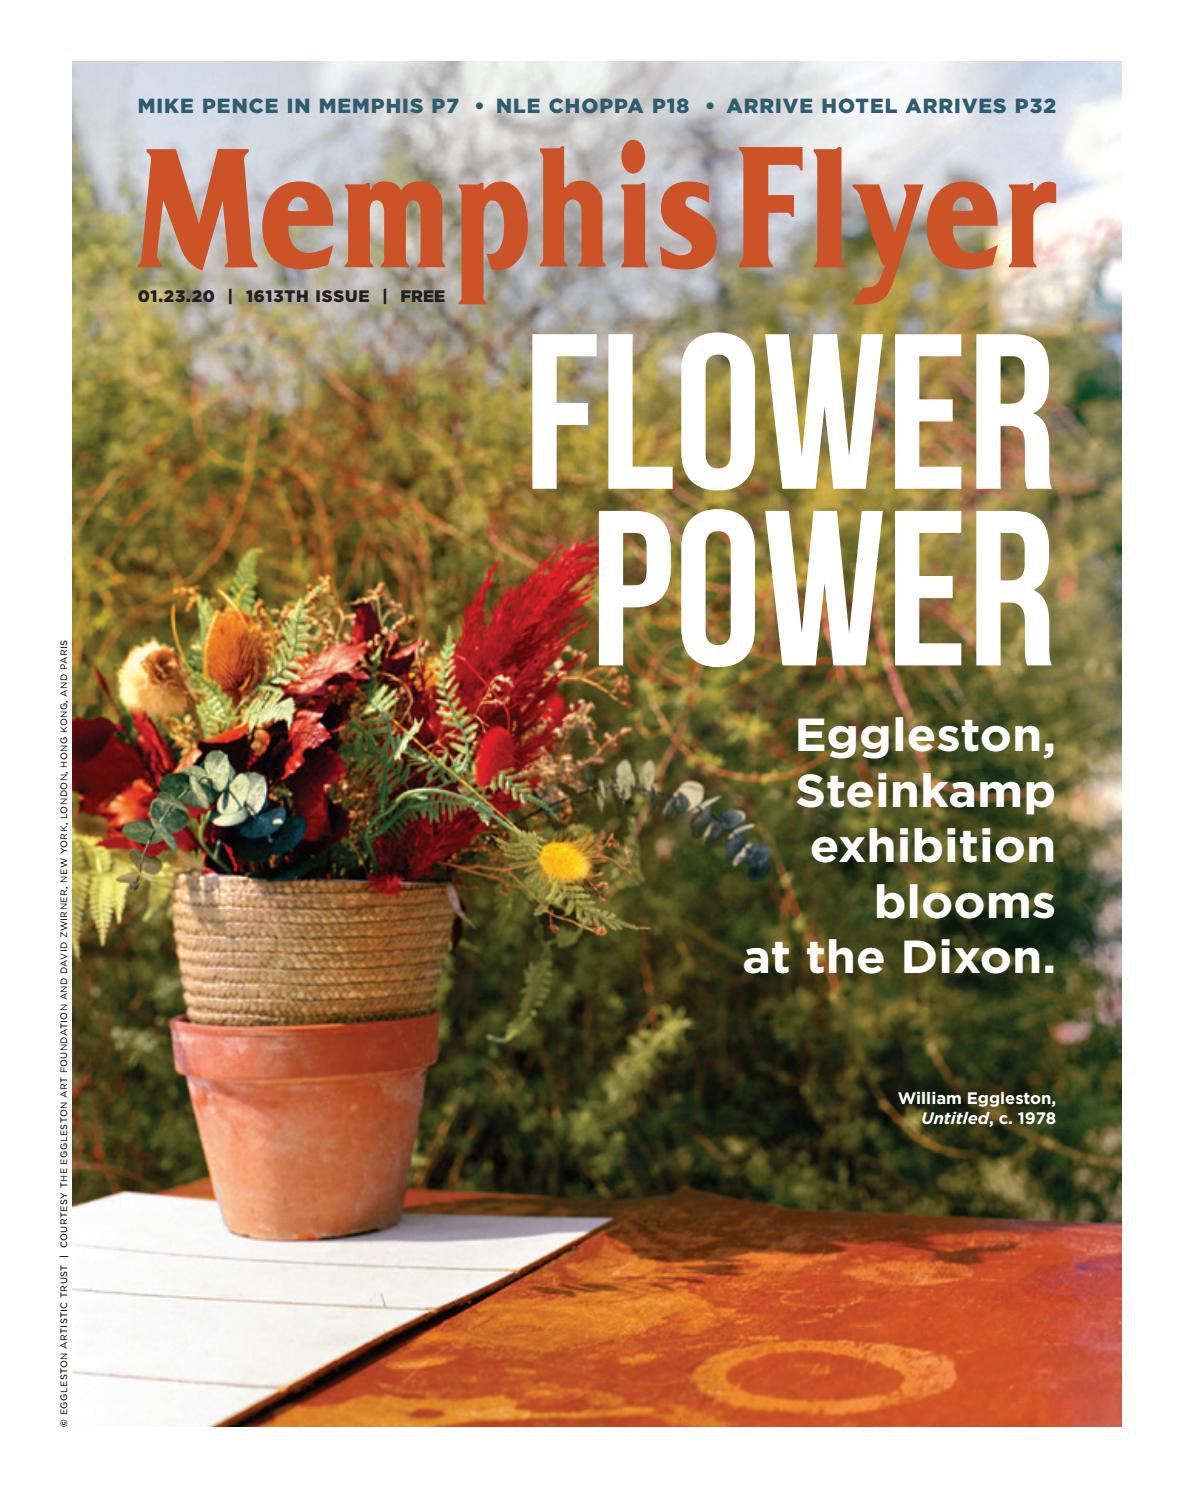 MIKE PENCE IN MEMPHIS P7 • NLE CHOPPA P18 • ARRIVE HOTEL ARRIVES P32
Memphis Flyer
01.23.20 | 1613TH ISSUE | FREE
FLOWER
POWER
Eggleston,
Steinkamp
exhibition
blooms
at the Dixon.
William Eggleston,
Untitled, c. 1978
© EGGLESTON ARTISTIC TRUST | COURTESY THE EGGLESTON ART FOUNDATION AND DAVID ZWIRNER, NEW YORK, LONDON, HONG KONG, AND PARIS